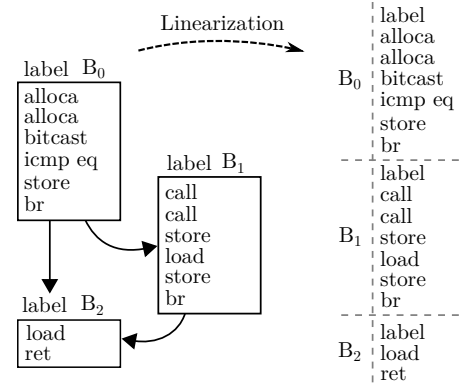 Linearization
label B0
alloca
alloca
bitcast
icmp eq
store
br
label B1
call
call
store
load
store
br
label B2
load
ret
B0
label
alloca
alloca
bitcast
icmp eq
store
br
B1
label
call
call
store
load
store
br
B2
label
load
ret